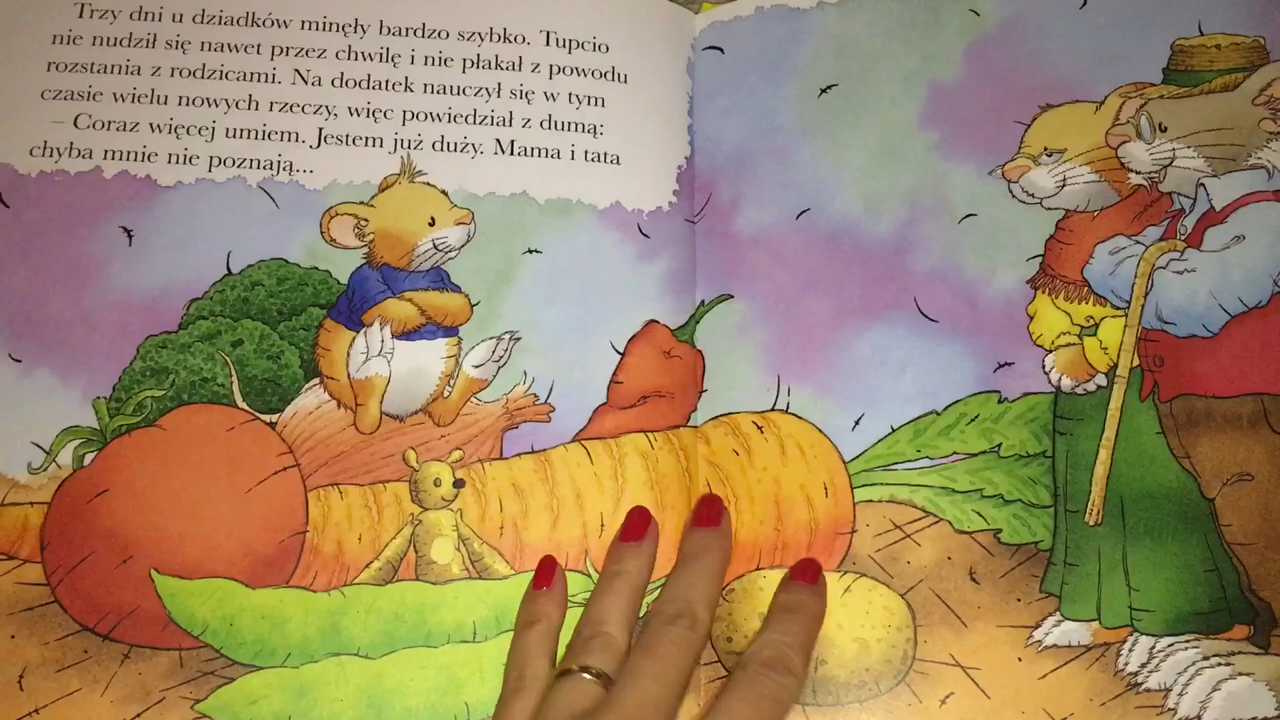 Trzy dni u dziadków minęły bardzo szybko. Tupcio
nie nudził się nawet przez chwilę i nie płakał z powodu
rozstania z rodzicami. Na dodatek nauczył się w tym
czasie wielu nowych rzeczy, więc powiedział z dumą:
– Coraz więcej umiem. Jestem już duży. Mama i tata
chyba mnie nie poznają...